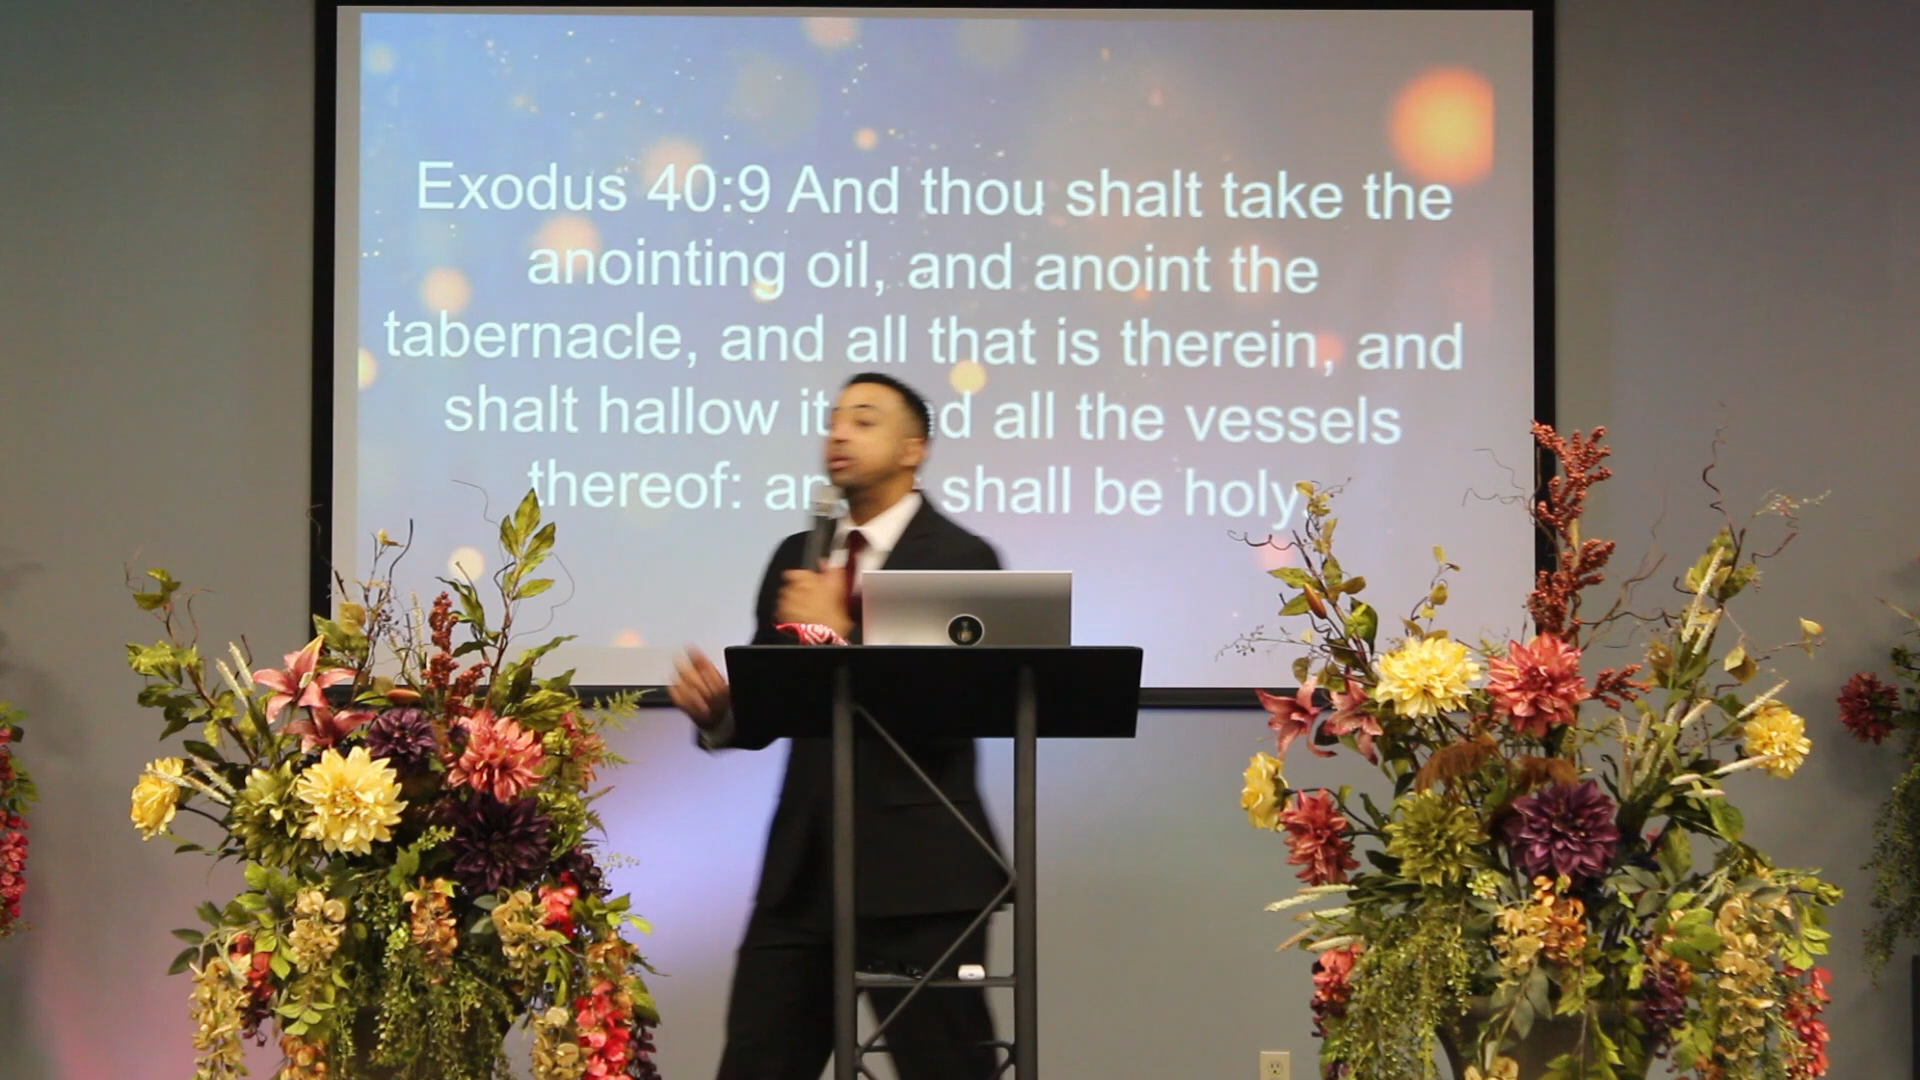 Exodus 40:9 And thou shalt take the
anointing oil, and anoint the
tabernacle, and all that is therein, and
shalt hallow it all the vessels
thereof: shall be holy.